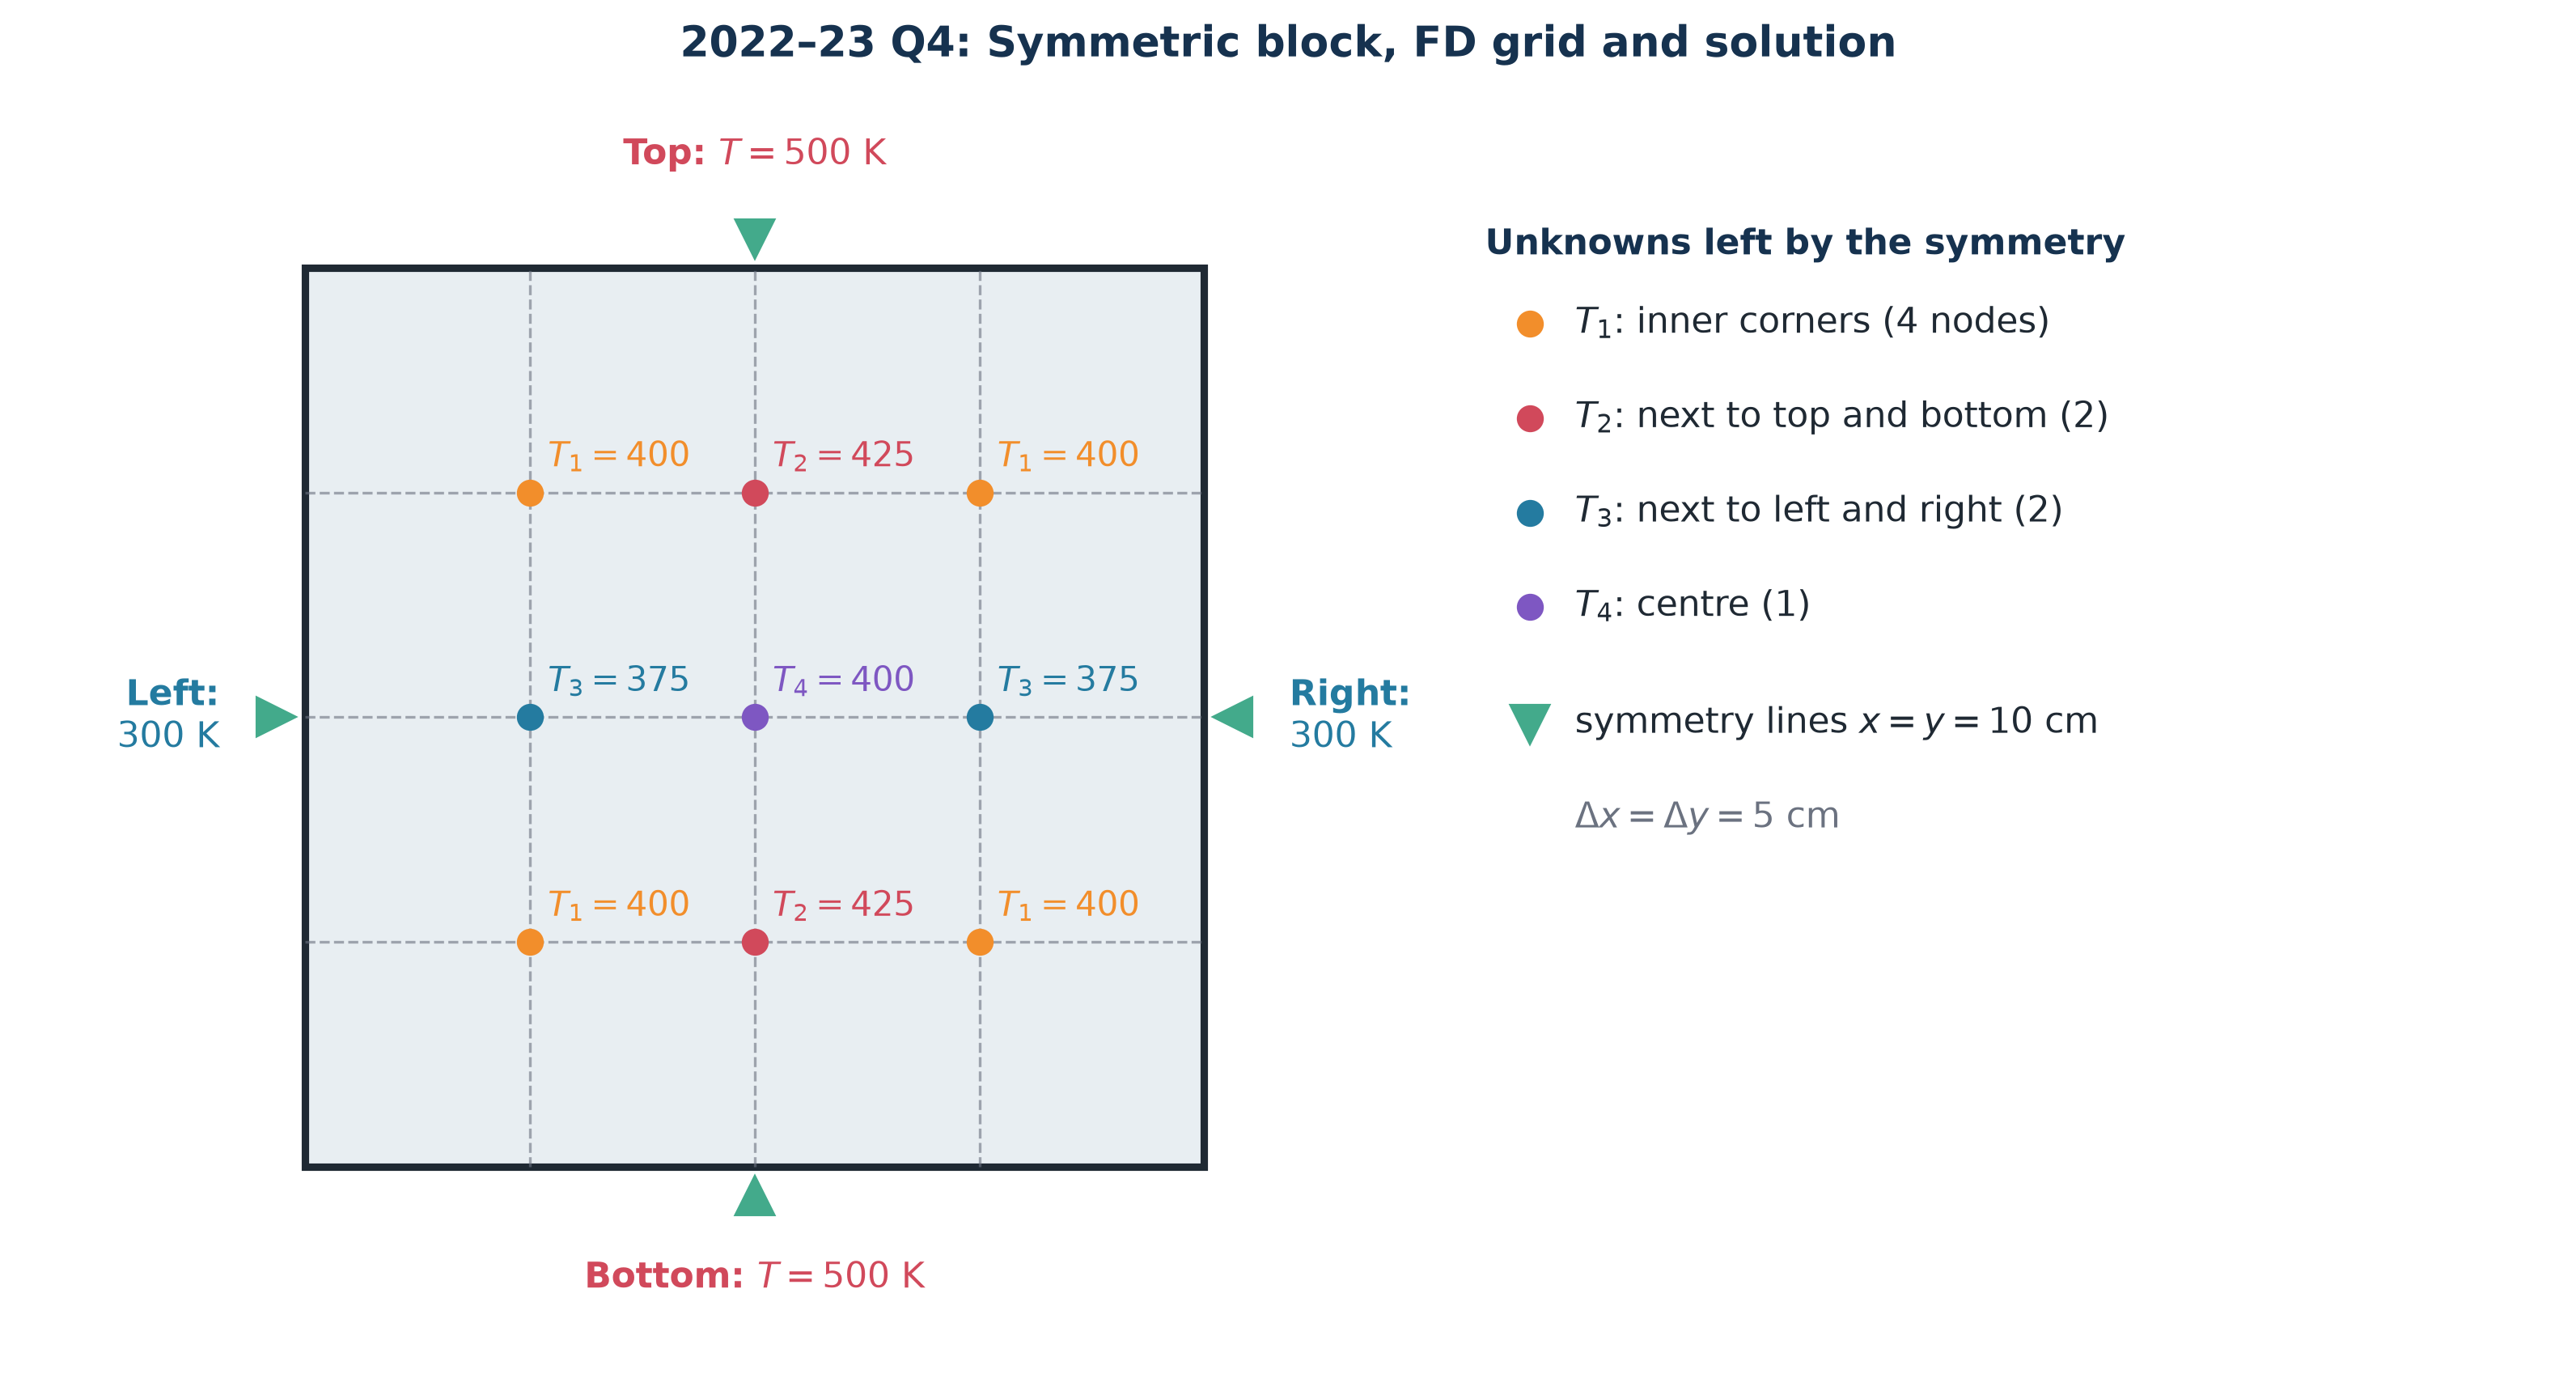 2022–23 Q4: Symmetric block, FD grid and solution
Top: T = 500 K
Unknowns left by the symmetry
T₁: inner corners (4 nodes)
T₂: next to top and bottom (2)
T₁ = 400 T₂ = 425 T₁ = 400
T₃: next to left and right (2)
T₄: centre (1)
T₃ = 375 T₄ = 400 T₃ = 375
Left:
300 K
Right:
300 K
symmetry lines x = y = 10 cm
Δx = Δy = 5 cm
T₁ = 400 T₂ = 425 T₁ = 400
Bottom: T = 500 K